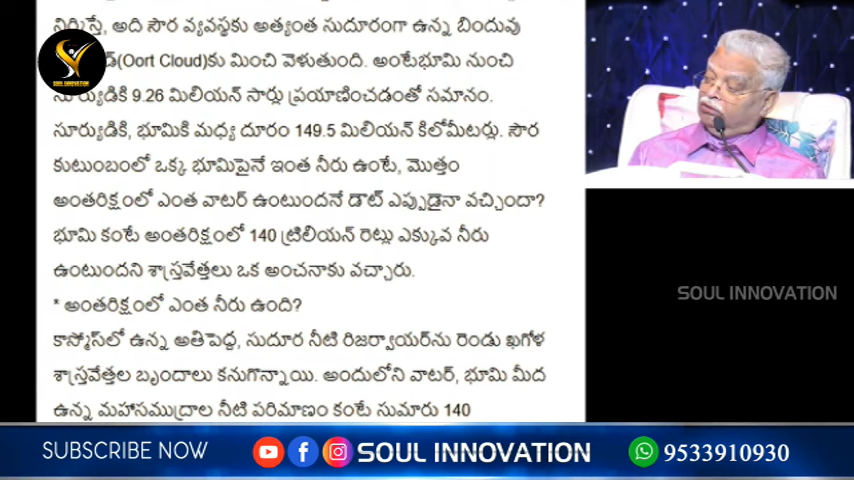 నిర్మిస్తే, అది సౌర వ్యవస్థకు అత్యంత సుదూరంగా ఉన్న బిందువు
(Oort Cloud)కు మించి వెళుతుంది. అంటేభూమి నుంచి
సూర్యుడికి 9.26 మిలియన్ సార్లు ప్రయాణించడంతో సమానం.
సూర్యుడికి, భూమికి మధ్య దూరం 149.5 మిలియన్ కిలోమీటర్లు. సౌర
కుటుంబంలో ఒక్క భూమిపైనే ఇంత నీరు ఉంటే, మొత్తం
అంతరిక్షంలో ఎంత వాటర్ ఉంటుందనే డౌట్ ఎప్పుడైనా వచ్చిందా?
భూమి కంటే అంతరిక్షంలో 140 ట్రిలియన్ రెట్లు ఎక్కువ నీరు
ఉంటుందని శాస్త్రవేత్తలు ఒక అంచనాకు వచ్చారు.
* అంతరిక్షంలో ఎంత నీరు ఉంది?
కాస్మోస్‌లో ఉన్న అతిపెద్ద, సుదూర నీటి రిజర్వాయర్‌ను రెండు ఖగోళ
శాస్త్రవేత్తల బృందాలు కనుగొన్నాయి. అందులోని వాటర్, భూమి మీద
ఉన్న మహాసముద్రాల నీటి పరిమాణం కంటే సుమారు 140
SOUL INNOVATION
SOUL INNOVATION
SUBSCRIBE NOW
SOUL INNOVATION
9533910930